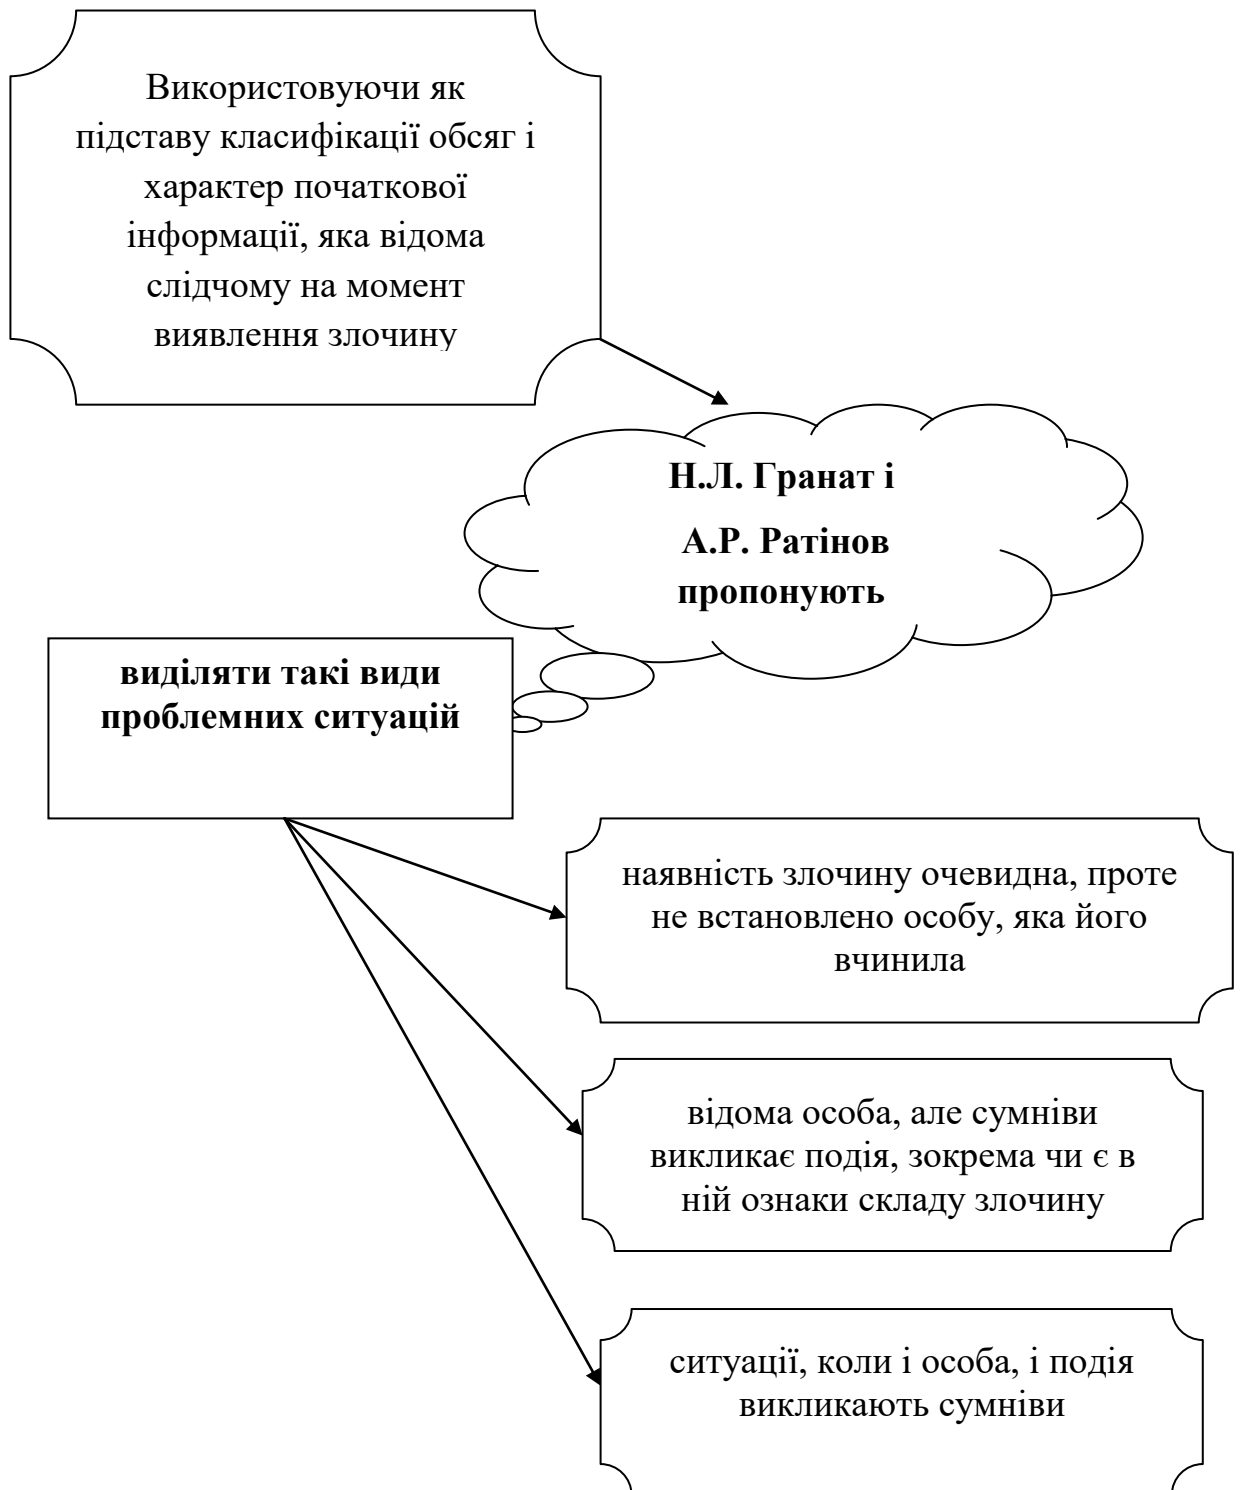 Використовуючи як
підставу класифікації обсяг і
характер початкової
інформації, яка відома
слідчому на момент
виявлення злочину
Н.Л. Гранат і
А.Р. Ратінов
пропонують
виділяти такі види
проблемних ситуацій
наявність злочину очевидна, проте
не встановлено особу, яка його
вчинила
відома особа, але сумніви
викликає подія, зокрема чи є в
ній ознаки складу злочину
ситуації, коли і особа, і подія
викликають сумніви